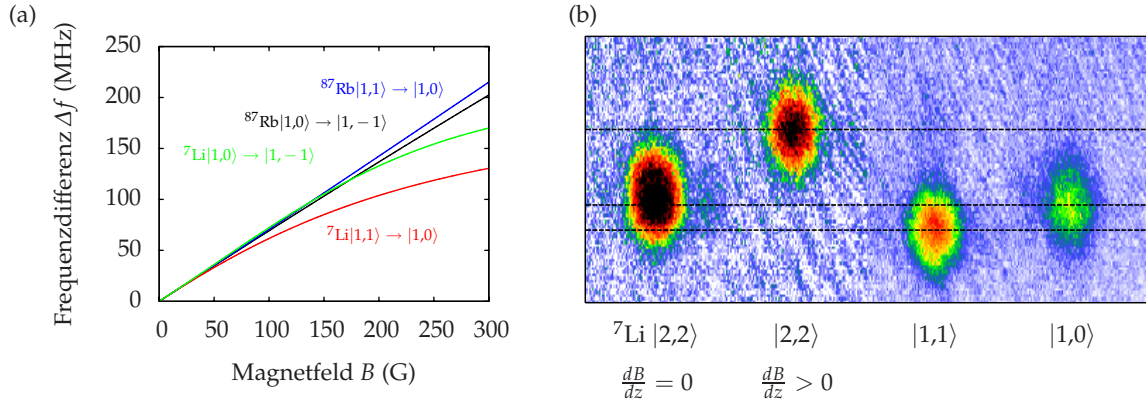 (a)
Frequenzdifferenz Δf (MHz)
250
200
150
100
50
0
⁸⁷Rb|1,1⟩ → |1,0⟩
⁸⁷Rb|1,0⟩ → |1,−1⟩
⁷Li|1,0⟩ → |1,−1⟩
⁷Li|1,1⟩ → |1,0⟩
0 50 100 150 200 250 300
Magnetfeld B (G)
(b)
⁷Li |2,2⟩ |2,2⟩ |1,1⟩ |1,0⟩
dB/dz = 0 dB/dz > 0